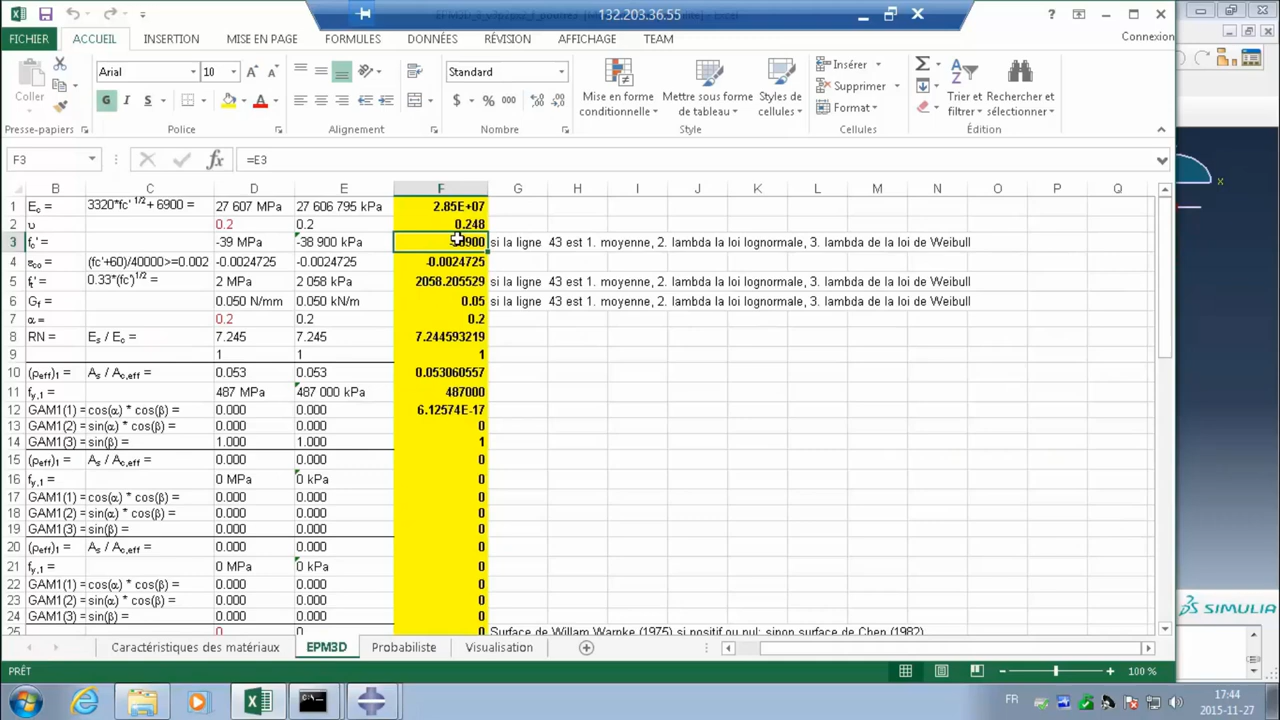 132.203.36.55
FICHIER ACCUEIL INSERTION MISE EN PAGE FORMULES DONNÉES RÉVISION AFFICHAGE TEAM Connexion
Coller Arial 10 Standard Insérer
G I S Mise en forme conditionnelle Mettre sous forme de tableau Styles de cellules Supprimer Trier et filtrer Rechercher et sélectionner
$ % 000 Format
Presse-papiers Police Alignement Nombre Style Cellules Édition
F3 fx =E3
B C D E F G H I J K L M N O P Q
1 Ec = 3320*fc' 1/2 + 6900 = 27 607 MPa 27 606 795 kPa 2.85E+07
2 υ 0.2 0.2 0.248
3 fc' = -39 MPa -38 900 kPa si la ligne 43 est 1. moyenne, 2. lambda la loi lognormale, 3. lambda de la loi de Weibull
4 εco = (fc'+60)/40000>=0.002 -0.0024725 -0.0024725 -0.0024725
5 ft' = 0.33*(fc')1/2 = 2 MPa 2 058 kPa 2058.205529 si la ligne 43 est 1. moyenne, 2. lambda la loi lognormale, 3. lambda de la loi de Weibull
6 Gf = 0.050 N/mm 0.050 kN/m 0.05 si la ligne 43 est 1. moyenne, 2. lambda la loi lognormale, 3. lambda de la loi de Weibull
7 α = 0.2 0.2 0.2
8 RN = Es / Ec = 7.245 7.245 7.244593219
9 1 1 1
10 (ρeff)1 = As / Ac,eff = 0.053 0.053 0.053060557
11 fy,1 = 487 MPa 487 000 kPa 487000
12 GAM1(1) = cos(α) * cos(β) = 0.000 0.000 6.12574E-17
13 GAM1(2) = sin(α) * cos(β) = 0.000 0.000 0
14 GAM1(3) = sin(β) = 1.000 1.000 1
15 (ρeff)1 = As / Ac,eff = 0.000 0.000 0
16 fy,1 = 0 MPa 0 kPa 0
17 GAM1(1) = cos(α) * cos(β) = 0.000 0.000 0
18 GAM1(2) = sin(α) * cos(β) = 0.000 0.000 0
19 GAM1(3) = sin(β) = 0.000 0.000 0
20 (ρeff)1 = As / Ac,eff = 0.000 0.000 0
21 fy,1 = 0 MPa 0 kPa 0
22 GAM1(1) = cos(α) * cos(β) = 0.000 0.000 0
23 GAM1(2) = sin(α) * cos(β) = 0.000 0.000 0
24 GAM1(3) = sin(β) = 0.000 0.000 0
25 0 0 0 Surface de Willam Warnke (1975) si positif ou nul; sinon surface de Chen (1982)
SIMULIA
Caractéristiques des matériaux EPM3D Probabiliste Visualisation
PRÊT 100 %
FR 17:44
2015-11-27